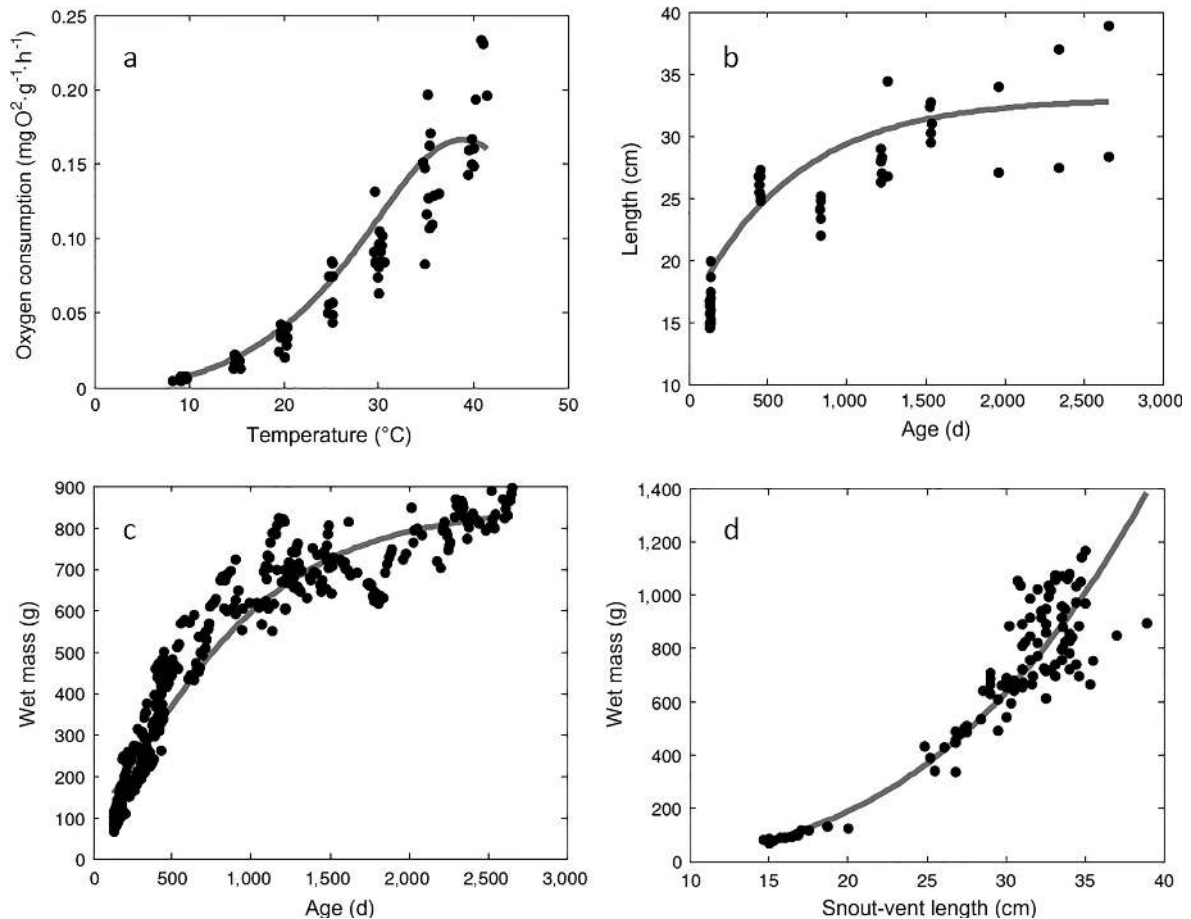 a
Oxygen consumption (mg O²·g⁻¹·h⁻¹)
0.25
0.20
0.15
0.10
0.05
0
0 10 20 30 40 50
Temperature (°C)
b
Length (cm)
40
35
30
25
20
15
10
0 500 1,000 1,500 2,000 2,500 3,000
Age (d)
c
Wet mass (g)
900
800
700
600
500
400
300
200
100
0
0 500 1,000 1,500 2,000 2,500 3,000
Age (d)
d
Wet mass (g)
1,400
1,200
1,000
800
600
400
200
0
10 15 20 25 30 35 40
Snout-vent length (cm)